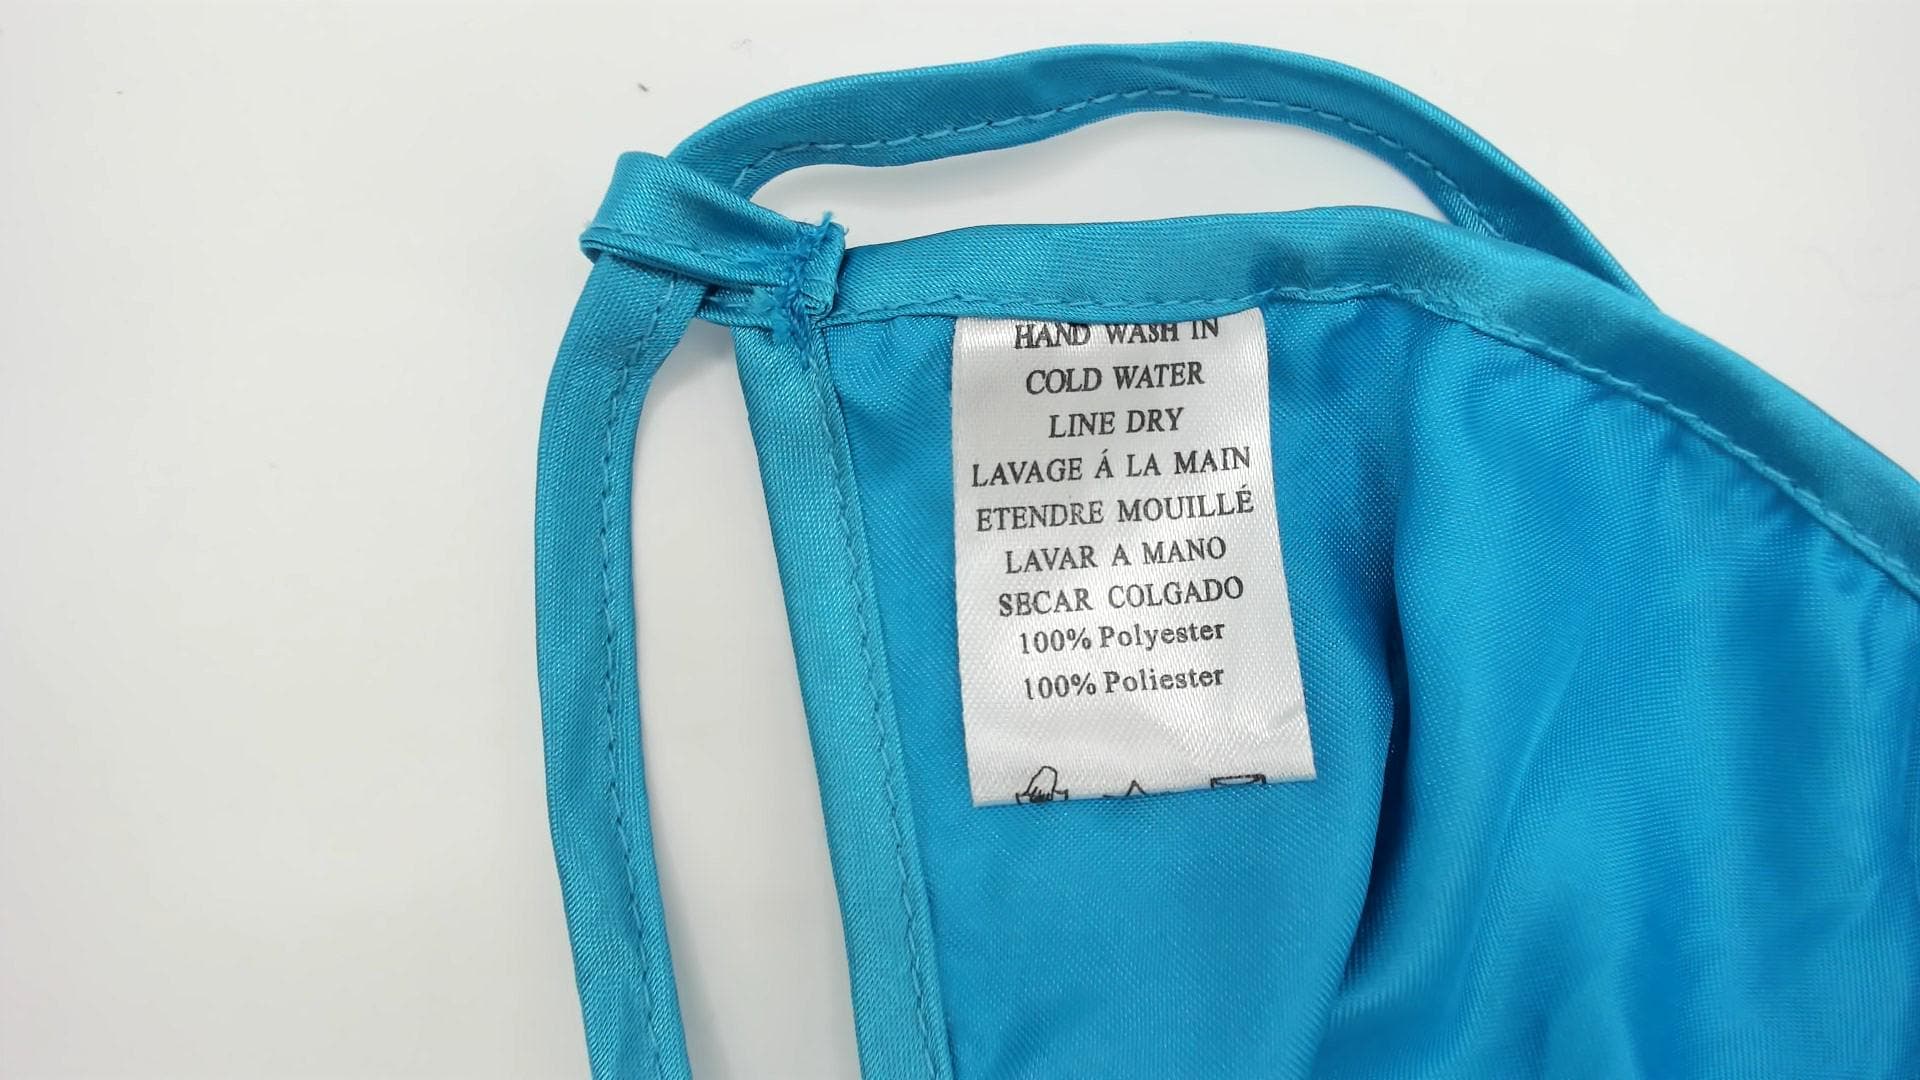 HAND WASH IN
COLD WATER
LINE DRY
LAVAGE Á LA MAIN
ETENDRE MOUILLÉ
LAVAR A MANO
SECAR COLGADO
100% Polyester
100% Poliester